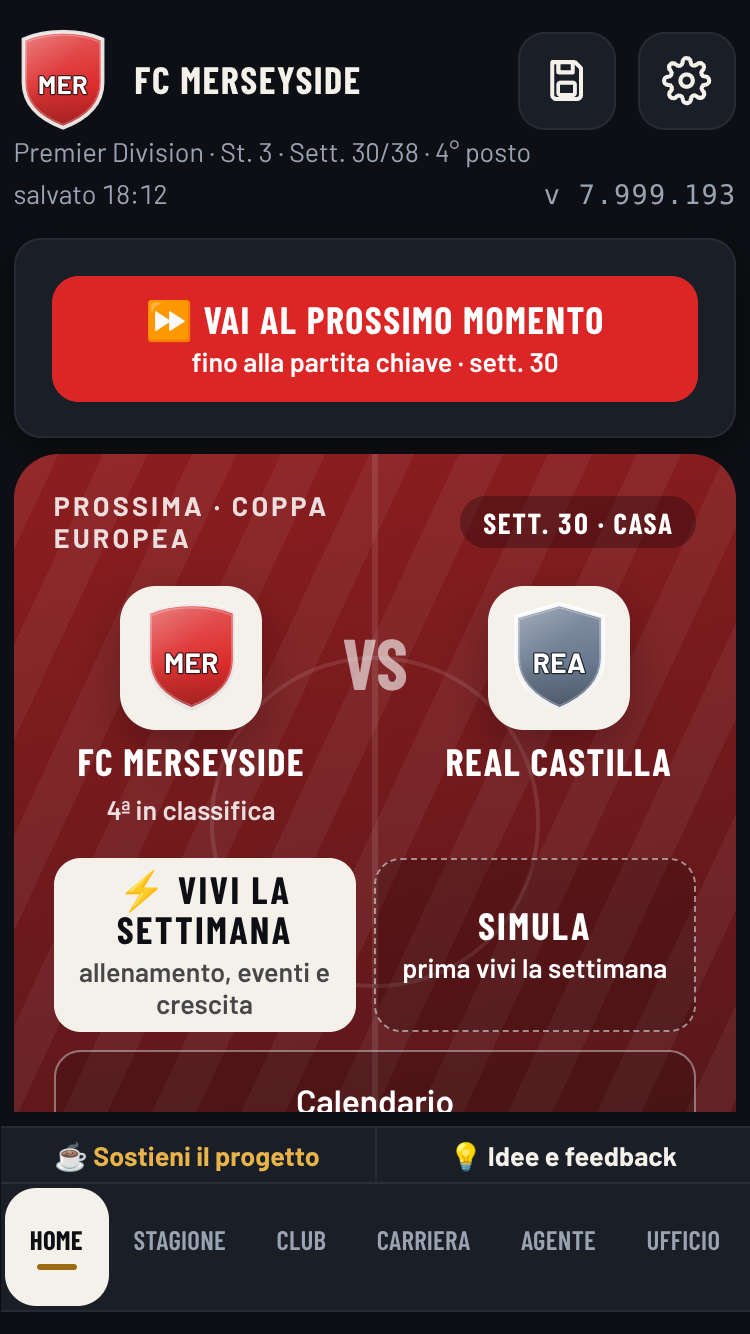 MER
FC MERSEYSIDE
Premier Division · St. 3 · Sett. 30/38 · 4° posto
salvato 18:12
v 7.999.193
⏩ VAI AL PROSSIMO MOMENTO
fino alla partita chiave · sett. 30
PROSSIMA · COPPA
EUROPEA
SETT. 30 · CASA
MER
VS
REA
FC MERSEYSIDE
REAL CASTILLA
4ª in classifica
⚡ VIVI LA
SETTIMANA
allenamento, eventi e
crescita
SIMULA
prima vivi la settimana
Calendario
☕ Sostieni il progetto
💡 Idee e feedback
HOME
STAGIONE
CLUB
CARRIERA
AGENTE
UFFICIO